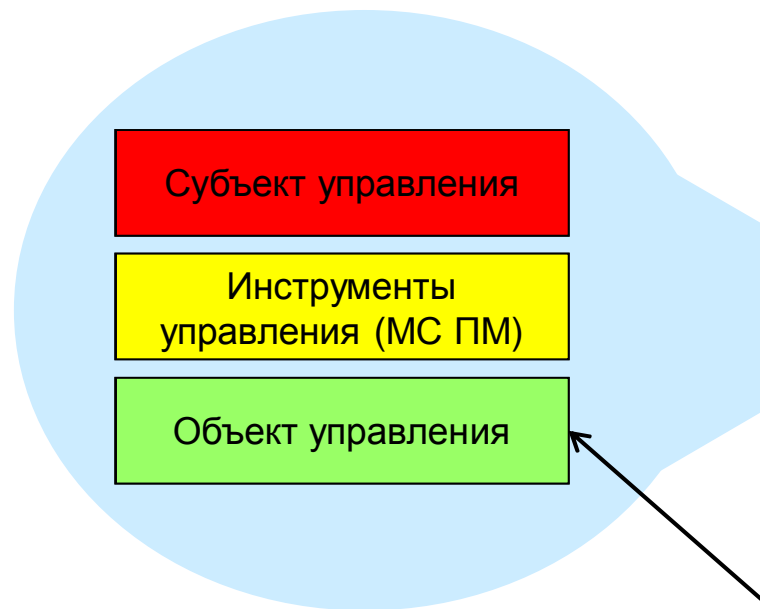 Субъект управления
Инструменты
управления (МС ПМ)
Объект управления